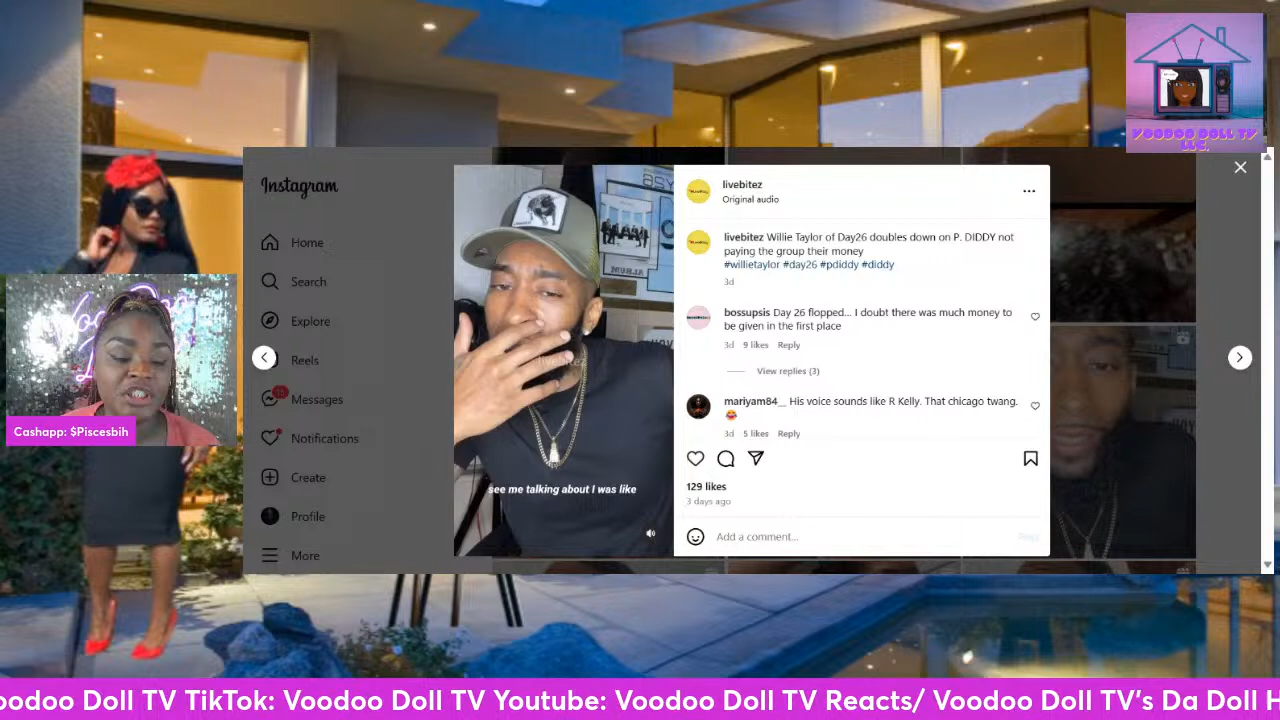 VOODOO DOLL TV
LLC.
Instagram
Home
Search
Explore
Reels
Messages
Notifications
Create
Profile
More
Cashapp: $Piscesbih
see me talking about I was like
livebitez
Original audio
livebitez Willie Taylor of Day26 doubles down on P. DIDDY not
paying the group their money
#willietaylor #day26 #pdiddy #diddy
3d
bossupsis Day 26 flopped... I doubt there was much money to
be given in the first place
3d 9 likes Reply
View replies (3)
mariyam84__ His voice sounds like R Kelly. That chicago twang.
😂
3d 5 likes Reply
129 likes
3 days ago
Add a comment...
Post
oodoo Doll TV TikTok: Voodoo Doll TV Youtube: Voodoo Doll TV Reacts/ Voodoo Doll TV's Da Doll H